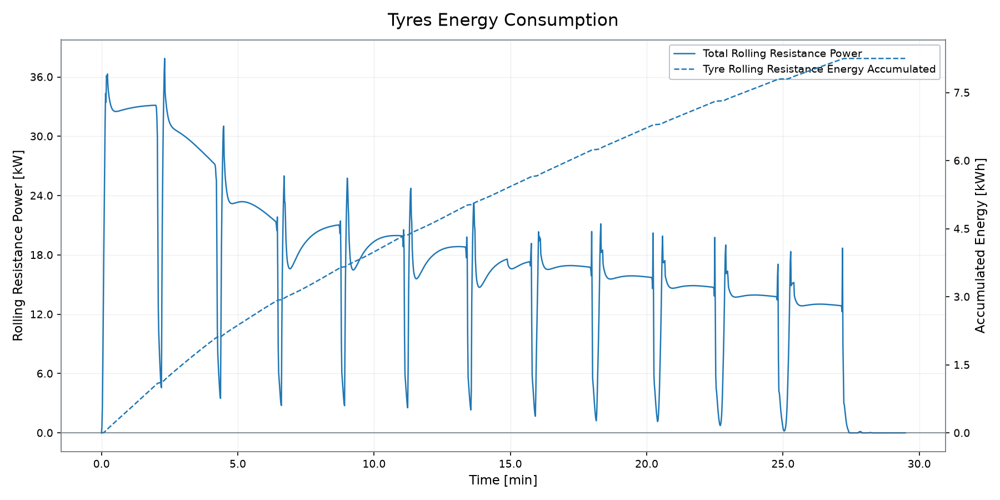 Tyres Energy Consumption
Total Rolling Resistance Power
Tyre Rolling Resistance Energy Accumulated
Rolling Resistance Power [kW]
36.0
30.0
24.0
18.0
12.0
6.0
0.0
7.5
6.0
4.5
3.0
1.5
0.0
Accumulated Energy [kWh]
0.0 5.0 10.0 15.0 20.0 25.0 30.0
Time [min]